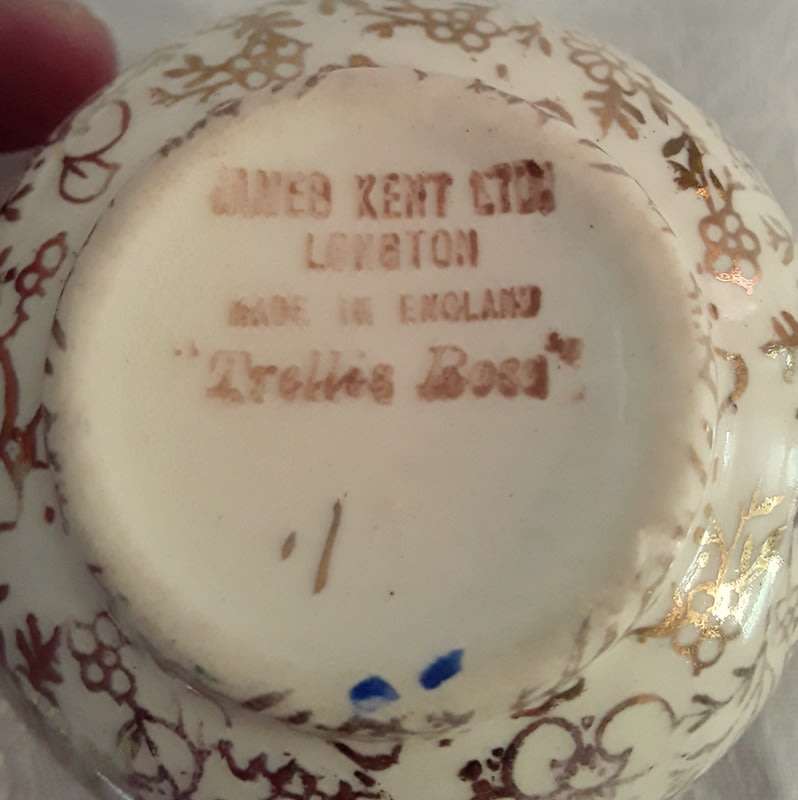 JAMES KENT LTD
LONGTON
MADE IN ENGLAND
"Trellis Rose"